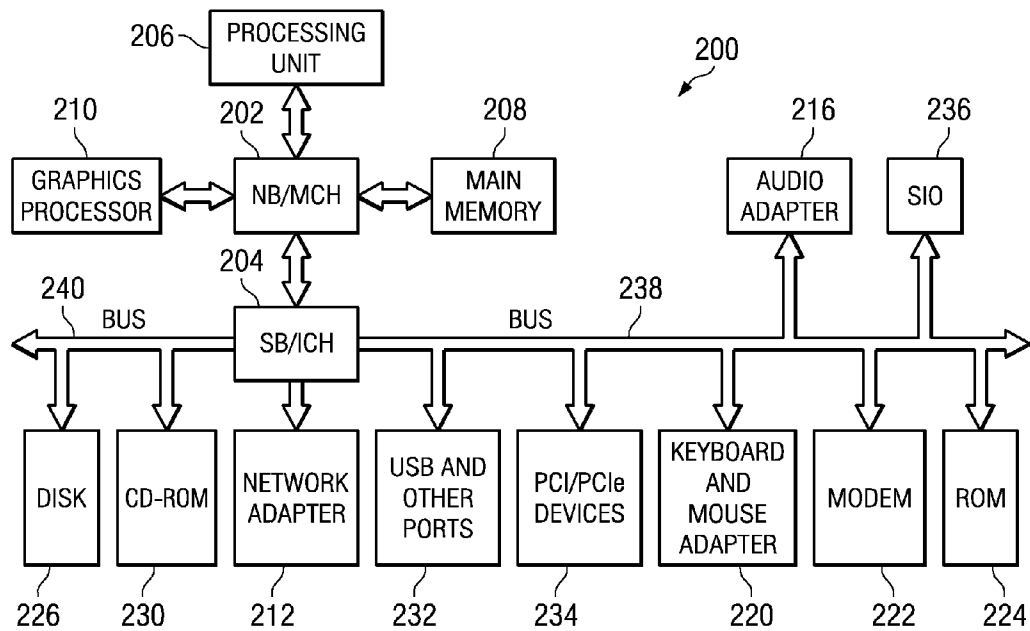 206
PROCESSING
UNIT
200
210
202
208
216
236
GRAPHICS
PROCESSOR
NB/MCH
MAIN
MEMORY
AUDIO
ADAPTER
SIO
204
240
BUS
SB/ICH
BUS
238
DISK
CD-ROM
NETWORK
ADAPTER
USB AND
OTHER
PORTS
PCI/PCIe
DEVICES
KEYBOARD
AND
MOUSE
ADAPTER
MODEM
ROM
226
230
212
232
234
220
222
224